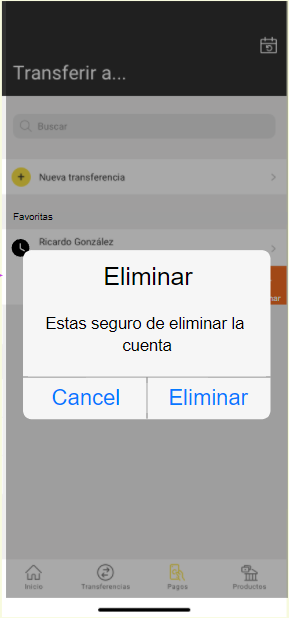 Transferir a...
Buscar
Nueva transferencia
Favoritas
Ricardo González
Eliminar
Estas seguro de eliminar la
cuenta
Cancel Eliminar
Inicio Transferencias Pagos Productos